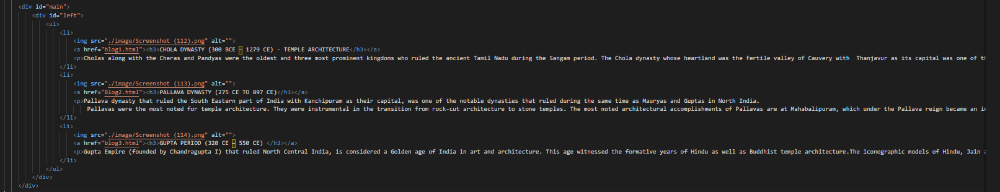 <div id="main">
<div id="left">
<ul>
<li>
<img src="./image/Screenshot (112).png" alt="">
<a href="blog1.html"><h3>CHOLA DYNASTY (300 BCE – 1279 CE) - TEMPLE ARCHITECTURE</h3></a>
<p>Cholas along with the Cheras and Pandyas were the oldest and three most prominent kingdoms who ruled the ancient Tamil Nadu during the Sangam period. The Chola dynasty whose heartland was the fertile valley of Cauvery with  Thanjavur as its capital was one of
</li>
<li>
<img src="./image/Screenshot (113).png" alt="">
<a href="Blog2.html"><h3>PALLAVA DYNASTY (275 CE TO 897 CE)</h3></a>
<p>Pallava dynasty that ruled the South Eastern part of India with Kanchipuram as their capital, was one of the notable dynasties that ruled during the same time as Mauryas and Guptas in North India.
Pallavas were the most noted for temple architecture. They were instrumental in the transition from rock-cut architecture to stone temples. The most noted architectural accomplishments of Pallavas are at Mahabalipuram, which under the Pallava reign became an
</li>
<li>
<img src="./image/Screenshot (114).png" alt="">
<a href="blog3.html"><h3>GUPTA PERIOD (320 CE – 550 CE) </h3></a>
<p>Gupta Empire (founded by Chandragupta I) that ruled North Central India, is considered a Golden age of India in art and architecture. This age witnessed the formative years of Hindu as well as Buddhist temple architecture.The iconographic models of Hindu, Jain
</li>
</ul>
</div>
</div>